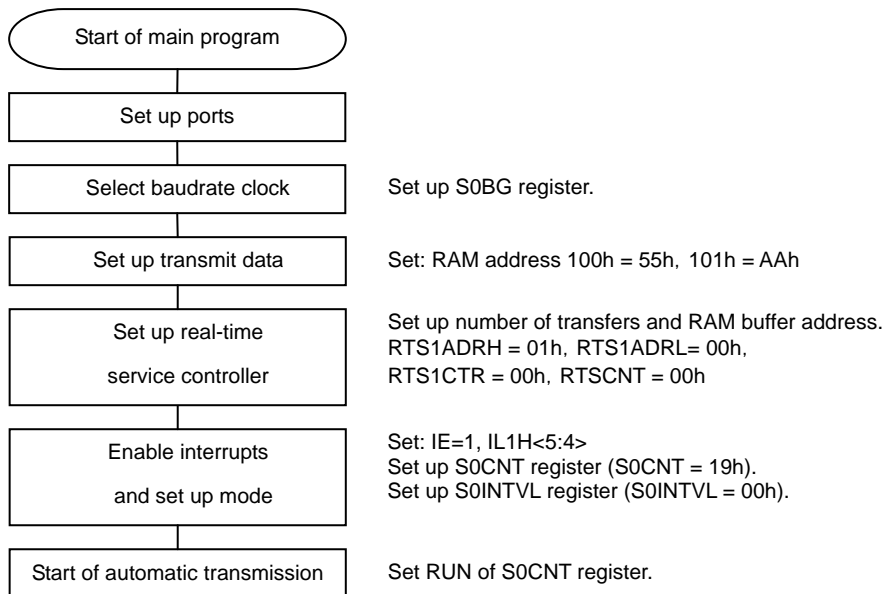 Start of main program
Set up ports
Select baudrate clock
Set up S0BG register.
Set up transmit data
Set: RAM address 100h = 55h, 101h = AAh
Set up real-time
service controller
Set up number of transfers and RAM buffer address.
RTS1ADRH = 01h, RTS1ADRL= 00h,
RTS1CTR = 00h, RTSCNT = 00h
Enable interrupts
and set up mode
Set: IE=1, IL1H<5:4>
Set up S0CNT register (S0CNT = 19h).
Set up S0INTVL register (S0INTVL = 00h).
Start of automatic transmission
Set RUN of S0CNT register.